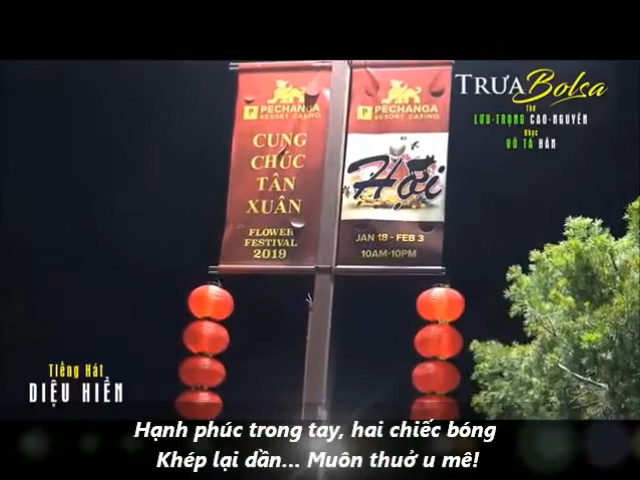 PECHANGA
RESORT CASINO
CUNG
CHÚC
TÂN
XUÂN
FLOWER
FESTIVAL
2019
PECHANGA
RESORT CASINO
Hội
JAN 18 - FEB 3
10AM-10PM
TRƯA Bolsa
Thơ
LƯU-TRỌNG CAO-NGUYÊN
Nhạc
VÕ TÁ HÂN
Tiếng Hát
DIỆU HIỀN
Hạnh phúc trong tay, hai chiếc bóng
Khép lại dần... Muôn thuở u mê!